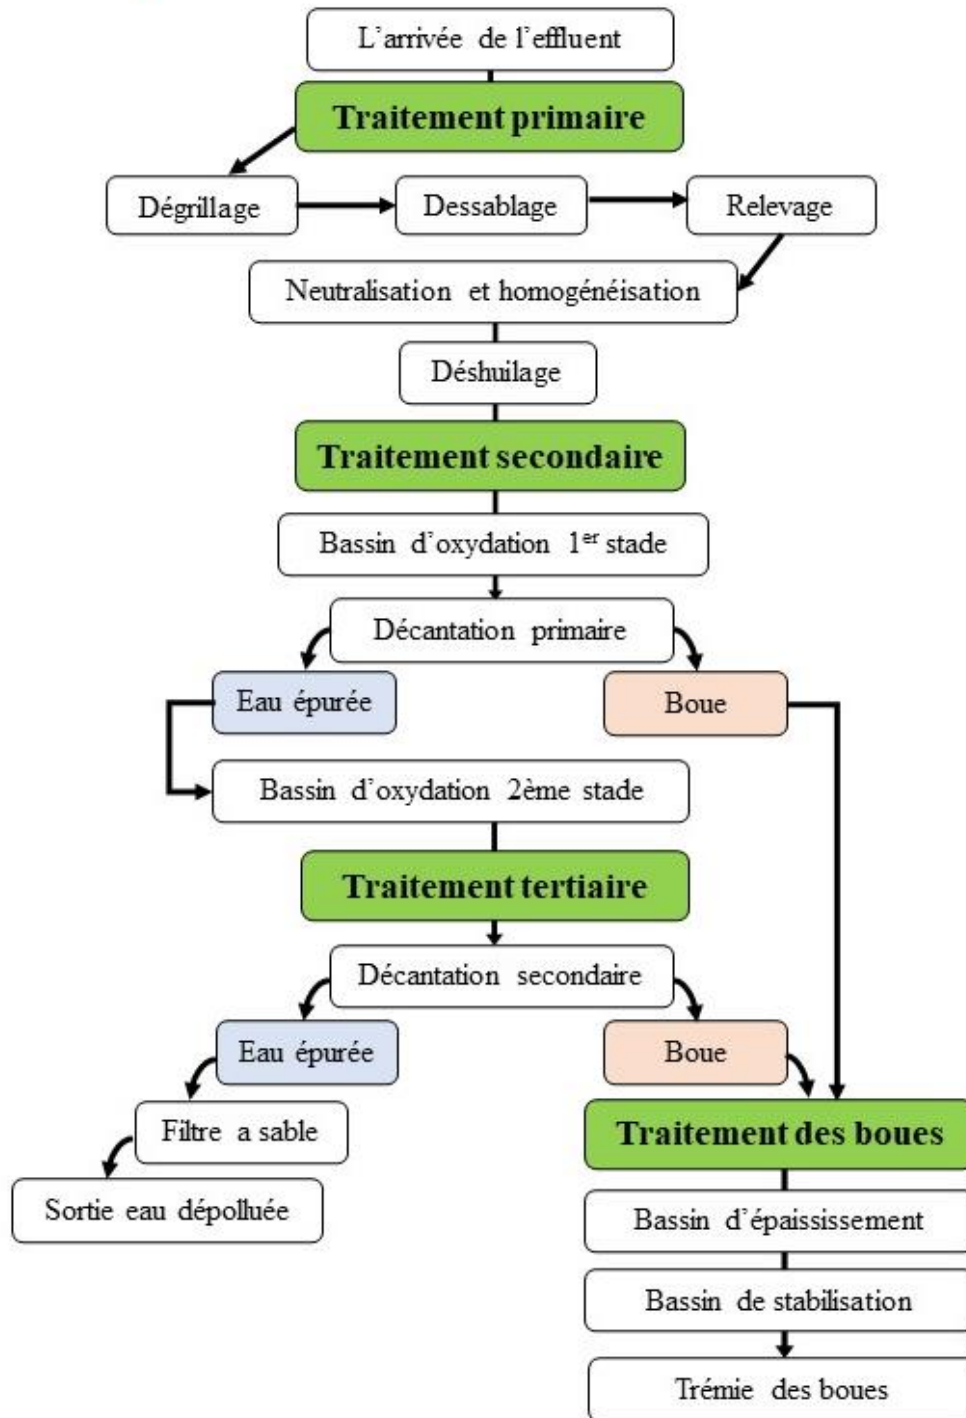 L'arrivée de l'effluent
Traitement primaire
Dégrillage
Dessablage
Relevage
Neutralisation et homogénéisation
Déshuilage
Traitement secondaire
Bassin d'oxydation 1er stade
Décantation primaire
Eau épurée
Boue
Bassin d'oxydation 2ème stade
Traitement tertiaire
Décantation secondaire
Eau épurée
Boue
Filtre a sable
Traitement des boues
Sortie eau dépolluée
Bassin d'épaississement
Bassin de stabilisation
Trémie des boues